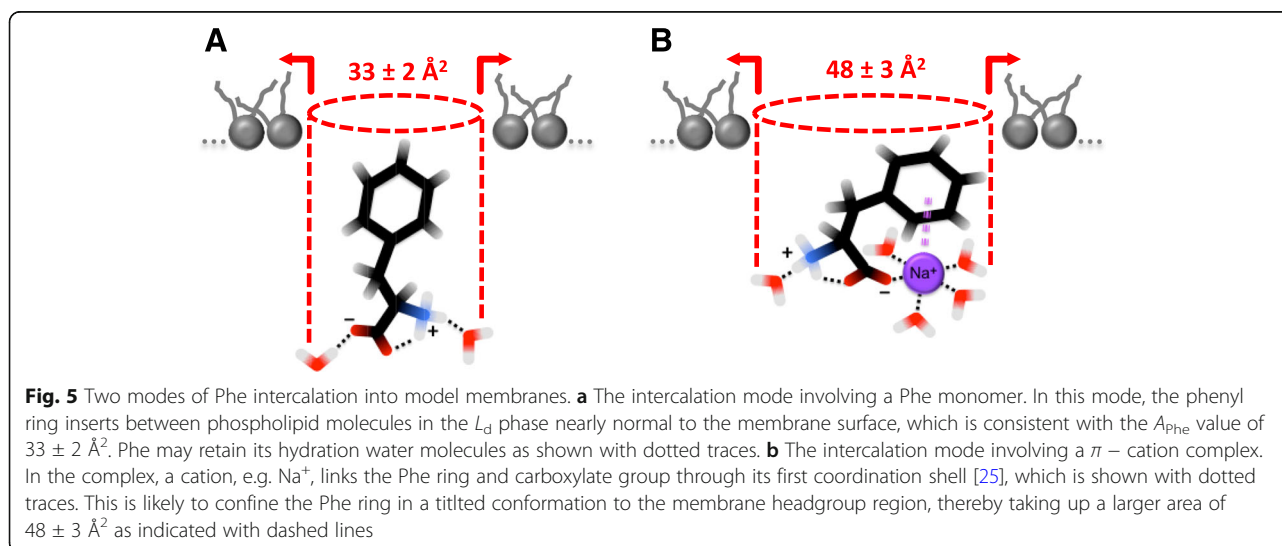 A
B
33 ± 2 Å²
48 ± 3 Å²
...
...
...
...
+
−
−
+
Na⁺
Fig. 5 Two modes of Phe intercalation into model membranes. a The intercalation mode involving a Phe monomer. In this mode, the phenyl
ring inserts between phospholipid molecules in the L_d phase nearly normal to the membrane surface, which is consistent with the A_Phe value of
33 ± 2 Å². Phe may retain its hydration water molecules as shown with dotted traces. b The intercalation mode involving a π − cation complex.
In the complex, a cation, e.g. Na⁺, links the Phe ring and carboxylate group through its first coordination shell [25], which is shown with dotted
traces. This is likely to confine the Phe ring in a titlted conformation to the membrane headgroup region, thereby taking up a larger area of
48 ± 3 Å² as indicated with dashed lines